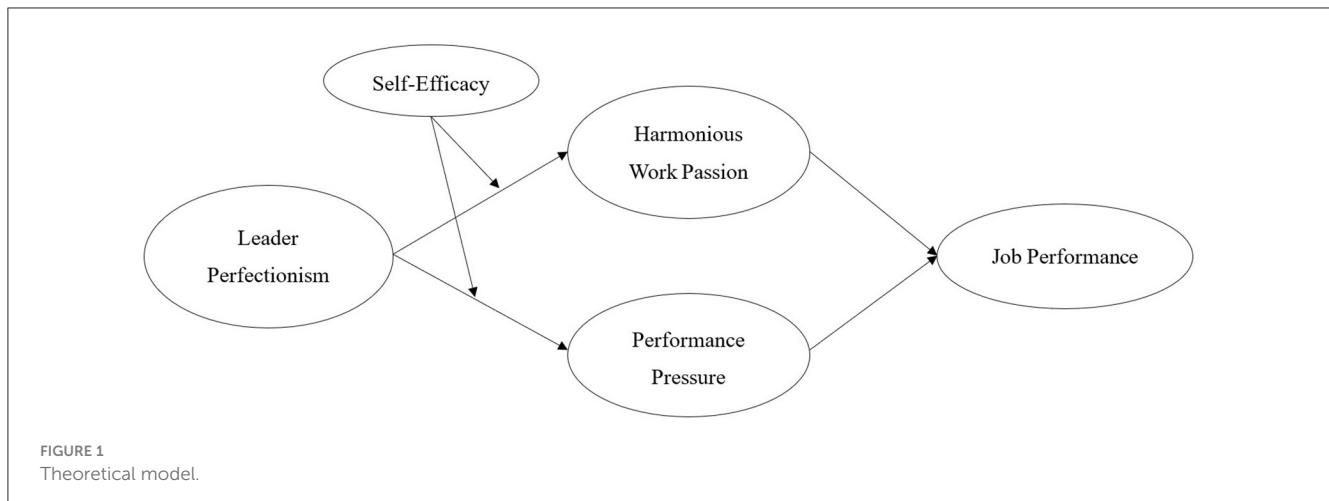 Self-Efficacy
Harmonious
Work Passion
Leader
Perfectionism
Job Performance
Performance
Pressure
FIGURE 1
Theoretical model.